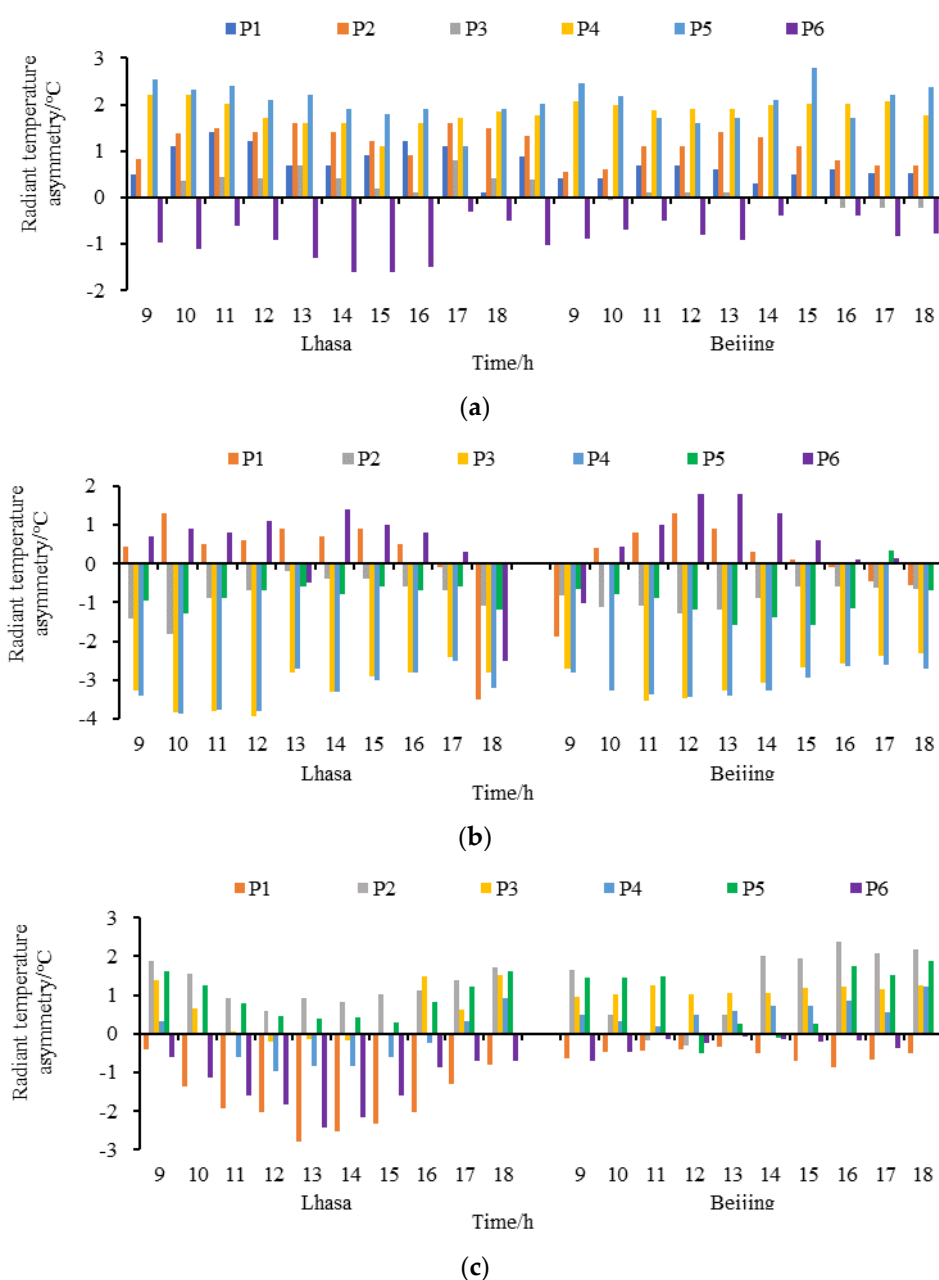 P1 P2 P3 P4 P5 P6
Radiant temperature
asymmetry/°C
3
2
1
0
-1
-2
9 10 11 12 13 14 15 16 17 18 9 10 11 12 13 14 15 16 17 18
Lhasa Beijing
Time/h
(a)
P1 P2 P3 P4 P5 P6
Radiant temperature
asymmetry/°C
2
1
0
-1
-2
-3
-4
9 10 11 12 13 14 15 16 17 18 9 10 11 12 13 14 15 16 17 18
Lhasa Beijing
Time/h
(b)
P1 P2 P3 P4 P5 P6
Radiant temperature
asymmetry/°C
3
2
1
0
-1
-2
-3
9 10 11 12 13 14 15 16 17 18 9 10 11 12 13 14 15 16 17 18
Lhasa Beijing
Time/h
(c)